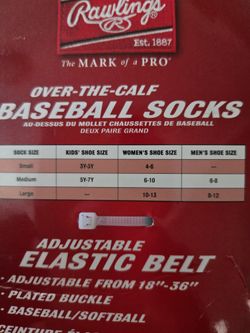 Rawlings
Est. 1887
The MARK of a PRO
OVER-THE-CALF
BASEBALL SOCKS
AU-DESSUS DU MOLLET CHAUSSETTES DE BASEBALL
DEUX PAIRE GRAND
SOCK SIZE KIDS' SHOE SIZE WOMEN'S SHOE SIZE MEN'S SHOE SIZE
Small 3Y-5Y 4-6 —
Medium 5Y-7Y 6-10 6-8
Large — 10-13 8-12
ADJUSTABLE
ELASTIC BELT
• ADJUSTABLE FROM 18"-36"
• PLATED BUCKLE
• BASEBALL/SOFTBALL
CEINTURE